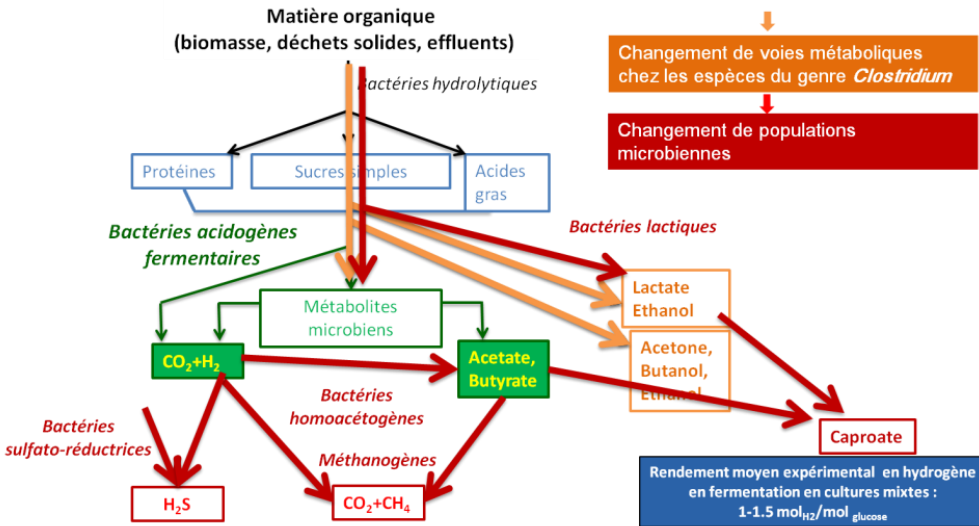 Matière organique
(biomasse, déchets solides, effluents)
Changement de voies métaboliques
chez les espèces du genre Clostridium
Bactéries hydrolytiques
Changement de populations
microbiennes
Protéines
Sucres simples
Acides
gras
Bactéries acidogènes
fermentaires
Bactéries lactiques
Lactate
Ethanol
Métabolites
microbiens
CO₂+H₂
Acetate,
Butyrate
Acetone,
Butanol,
Ethanol
Bactéries
homoacétogènes
Bactéries
sulfato-réductrices
Caproate
Méthanogènes
H₂S
CO₂+CH₄
Rendement moyen expérimental en hydrogène
en fermentation en cultures mixtes :
1-1.5 molH2/mol glucose